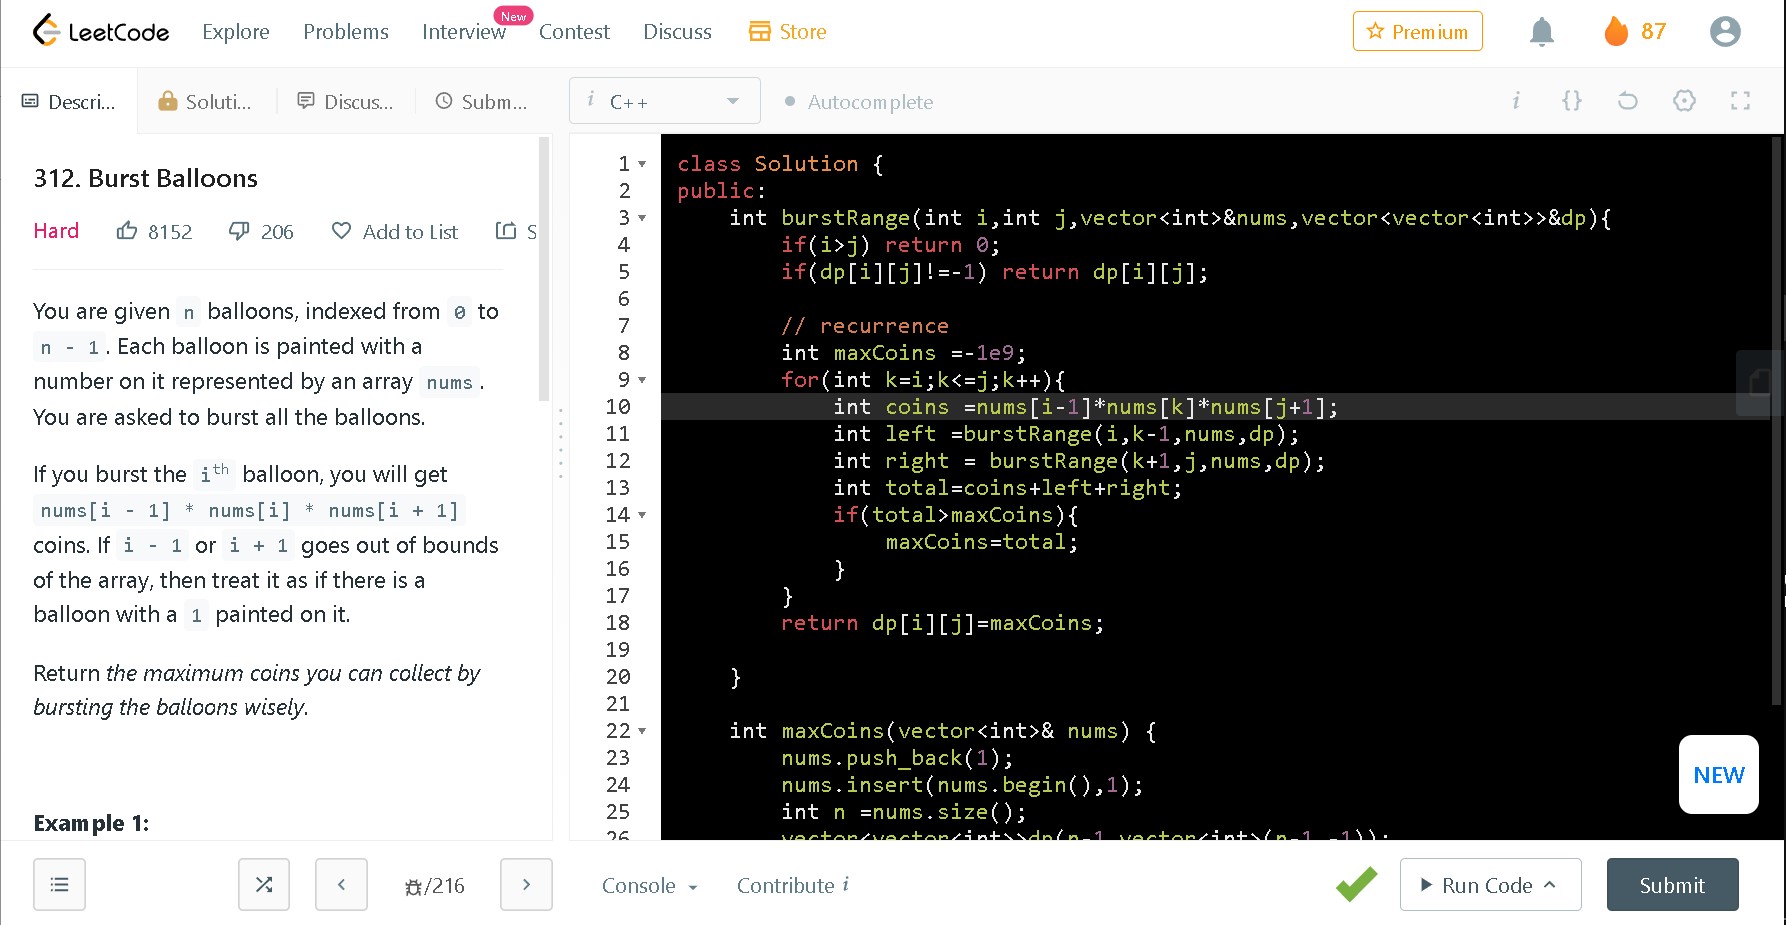 LeetCode Explore Problems Interview New Contest Discuss Store Premium 87
Descri... Soluti... Discus... Subm... i C++ Autocomplete i {}
312. Burst Balloons
Hard 8152 206 Add to List S
You are given n balloons, indexed from 0 to
n - 1. Each balloon is painted with a
number on it represented by an array nums.
You are asked to burst all the balloons.
If you burst the ith balloon, you will get
nums[i - 1] * nums[i] * nums[i + 1]
coins. If i - 1 or i + 1 goes out of bounds
of the array, then treat it as if there is a
balloon with a 1 painted on it.
Return the maximum coins you can collect by
bursting the balloons wisely.
Example 1:
1 class Solution {
2 public:
3 int burstRange(int i,int j,vector<int>&nums,vector<vector<int>>&dp){
4 if(i>j) return 0;
5 if(dp[i][j]!=-1) return dp[i][j];
6
7 // recurrence
8 int maxCoins =-1e9;
9 for(int k=i;k<=j;k++){
10 int coins =nums[i-1]*nums[k]*nums[j+1];
11 int left =burstRange(i,k-1,nums,dp);
12 int right = burstRange(k+1,j,nums,dp);
13 int total=coins+left+right;
14 if(total>maxCoins){
15 maxCoins=total;
16 }
17 }
18 return dp[i][j]=maxCoins;
19
20 }
21
22 int maxCoins(vector<int>& nums) {
23 nums.push_back(1);
24 nums.insert(nums.begin(),1);
25 int n =nums.size();
26 vector<vector<int>>dp(n-1,vector<int>(n-1,-1));
NEW
/216 Console Contribute i Run Code Submit